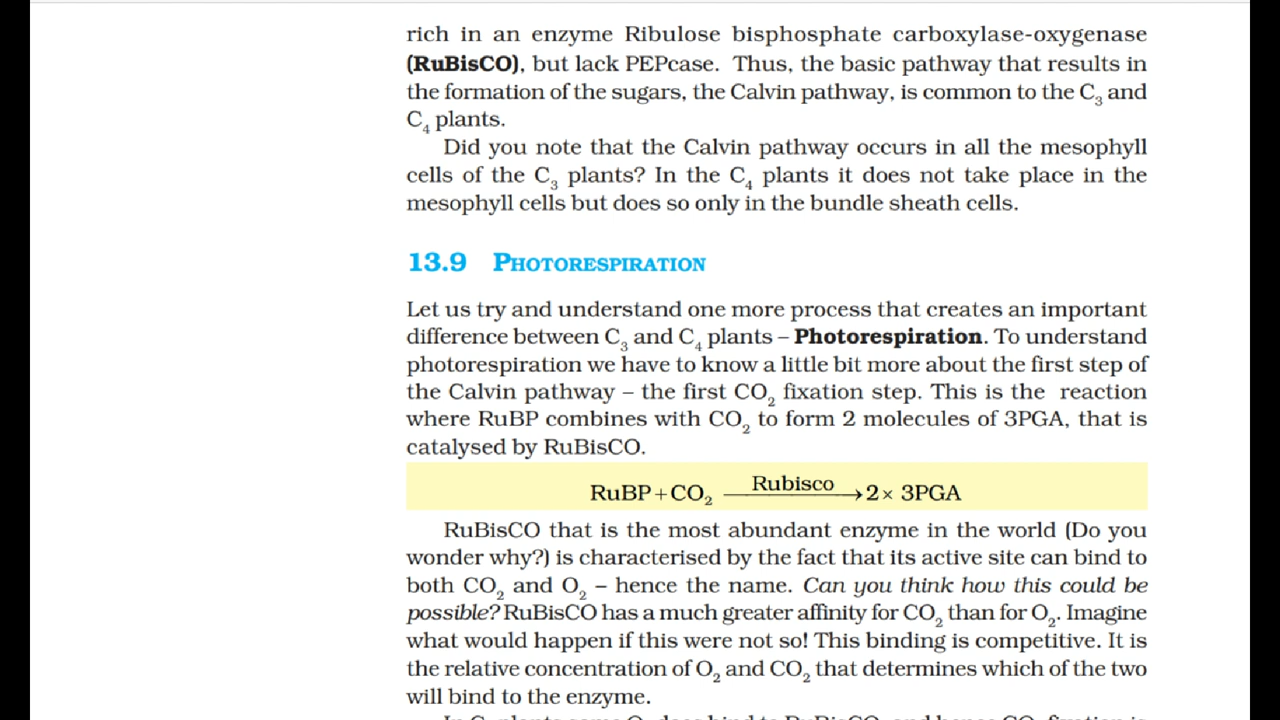 rich in an enzyme Ribulose bisphosphate carboxylase-oxygenase
(RuBisCO), but lack PEPcase. Thus, the basic pathway that results in
the formation of the sugars, the Calvin pathway, is common to the C₃ and
C₄ plants.
Did you note that the Calvin pathway occurs in all the mesophyll
cells of the C₃ plants? In the C₄ plants it does not take place in the
mesophyll cells but does so only in the bundle sheath cells.
13.9 PHOTORESPIRATION
Let us try and understand one more process that creates an important
difference between C₃ and C₄ plants – Photorespiration. To understand
photorespiration we have to know a little bit more about the first step of
the Calvin pathway – the first CO₂ fixation step. This is the reaction
where RuBP combines with CO₂ to form 2 molecules of 3PGA, that is
catalysed by RuBisCO.
RuBP+CO₂ Rubisco→ 2× 3PGA
RuBisCO that is the most abundant enzyme in the world (Do you
wonder why?) is characterised by the fact that its active site can bind to
both CO₂ and O₂ – hence the name. Can you think how this could be
possible? RuBisCO has a much greater affinity for CO₂ than for O₂. Imagine
what would happen if this were not so! This binding is competitive. It is
the relative concentration of O₂ and CO₂ that determines which of the two
will bind to the enzyme.